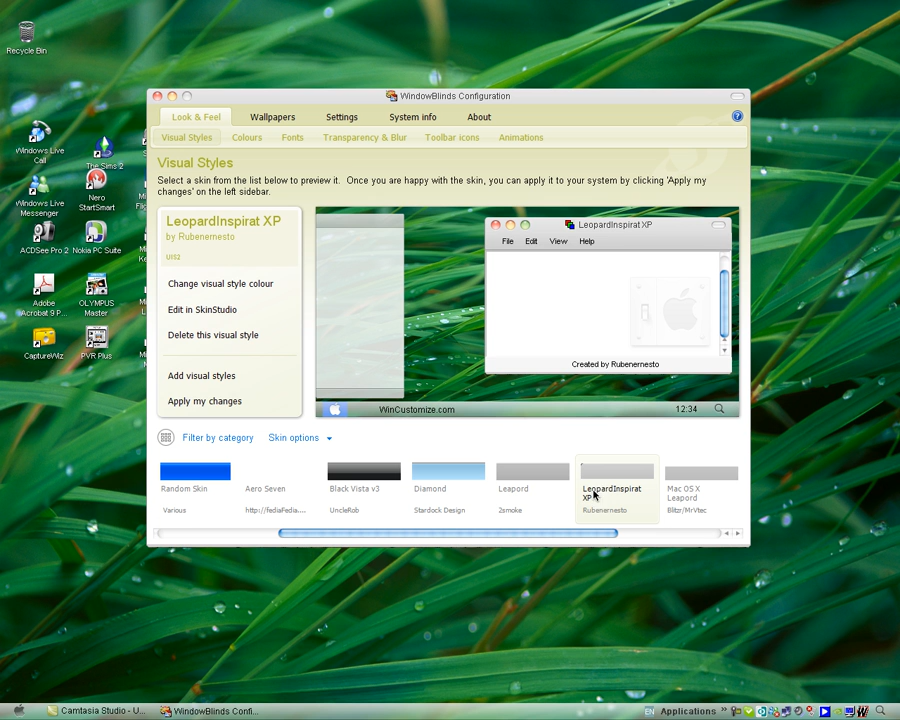 Recycle Bin
Windows Live
Call
The Sims 2
Windows Live
Messenger
Nero
StartSmart
ACDSee Pro 2
Nokia PC Suite
Adobe
Acrobat 9 P...
OLYMPUS
Master
CaptureWiz
PVR Plus
WindowBlinds Configuration
Look & Feel
Wallpapers
Settings
System info
About
Visual Styles
Colours
Fonts
Transparency & Blur
Toolbar icons
Animations
Visual Styles
Select a skin from the list below to preview it. Once you are happy with the skin, you can apply it to your system by clicking 'Apply my
changes' on the left sidebar.
LeopardInspirat XP
by Rubenernesto
UIS2
Change visual style colour
Edit in SkinStudio
Delete this visual style
Add visual styles
Apply my changes
LeopardInspirat XP
File Edit View Help
Created by Rubenernesto
WinCustomize.com
12:34
Filter by category
Skin options
Random Skin
Various
Aero Seven
http://fediaFedia....
Black Vista v3
UncleRob
Diamond
Stardock Design
Leapord
2smoke
LeopardInspirat
XP
Rubenernesto
Mac OS X
Leapord
Blitzr/MrVtec
Camtasia Studio - U...
WindowBlinds Confi...
EN
Applications